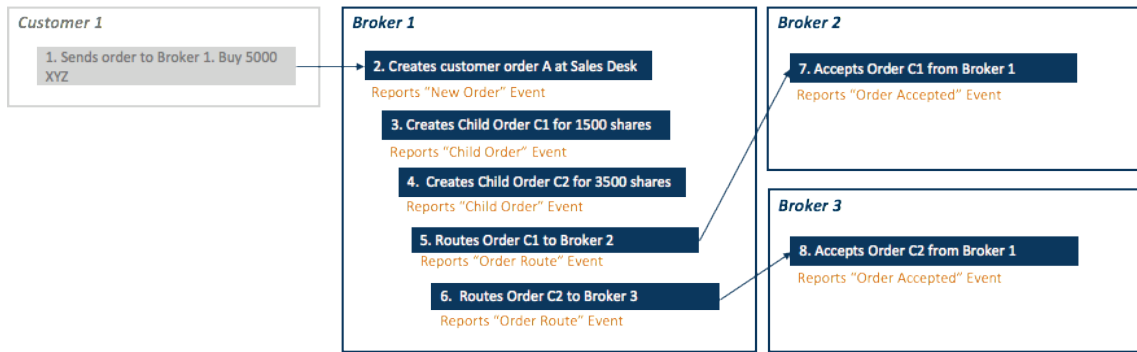 Customer 1
1. Sends order to Broker 1. Buy 5000
XYZ
Broker 1
2. Creates customer order A at Sales Desk
Reports "New Order" Event
3. Creates Child Order C1 for 1500 shares
Reports "Child Order" Event
4. Creates Child Order C2 for 3500 shares
Reports "Child Order" Event
5. Routes Order C1 to Broker 2
Reports "Order Route" Event
6. Routes Order C2 to Broker 3
Reports "Order Route" Event
Broker 2
7. Accepts Order C1 from Broker 1
Reports "Order Accepted" Event
Broker 3
8. Accepts Order C2 from Broker 1
Reports "Order Accepted" Event